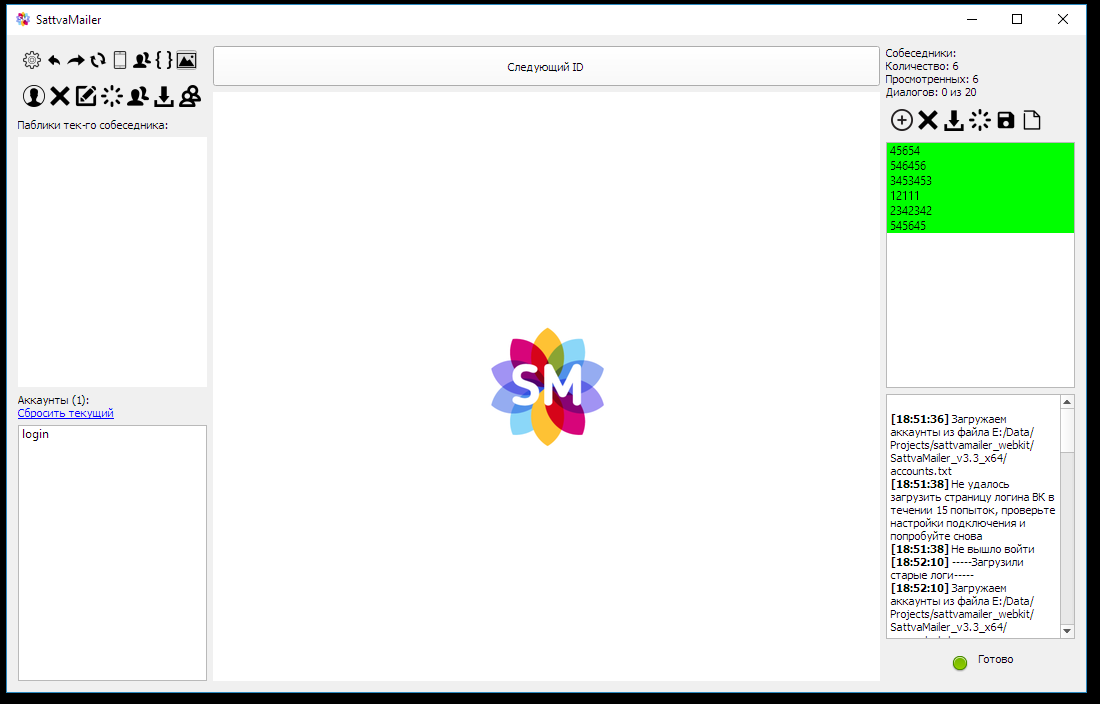 SattvaMailer
Следующий ID
Паблики тек-го собеседника:
Аккаунты (1):
Сбросить текущий
login
SM
Собеседники:
Количество: 6
Просмотренных: 6
Диалогов: 0 из 20
45654
546456
3453453
12111
2342342
545645
[18:51:36] Загружаем
аккаунты из файла E:/Data/
Projects/sattvamailer_webkit/
SattvaMailer_v3.3_x64/
accounts.txt
[18:51:38] Не удалось
загрузить страницу логина ВК в
течении 15 попыток, проверьте
настройки подключения и
попробуйте снова
[18:51:38] Не вышло войти
[18:52:10] -----Загрузили
старые логи-----
[18:52:10] Загружаем
аккаунты из файла E:/Data/
Projects/sattvamailer_webkit/
SattvaMailer_v3.3_x64/
Готово